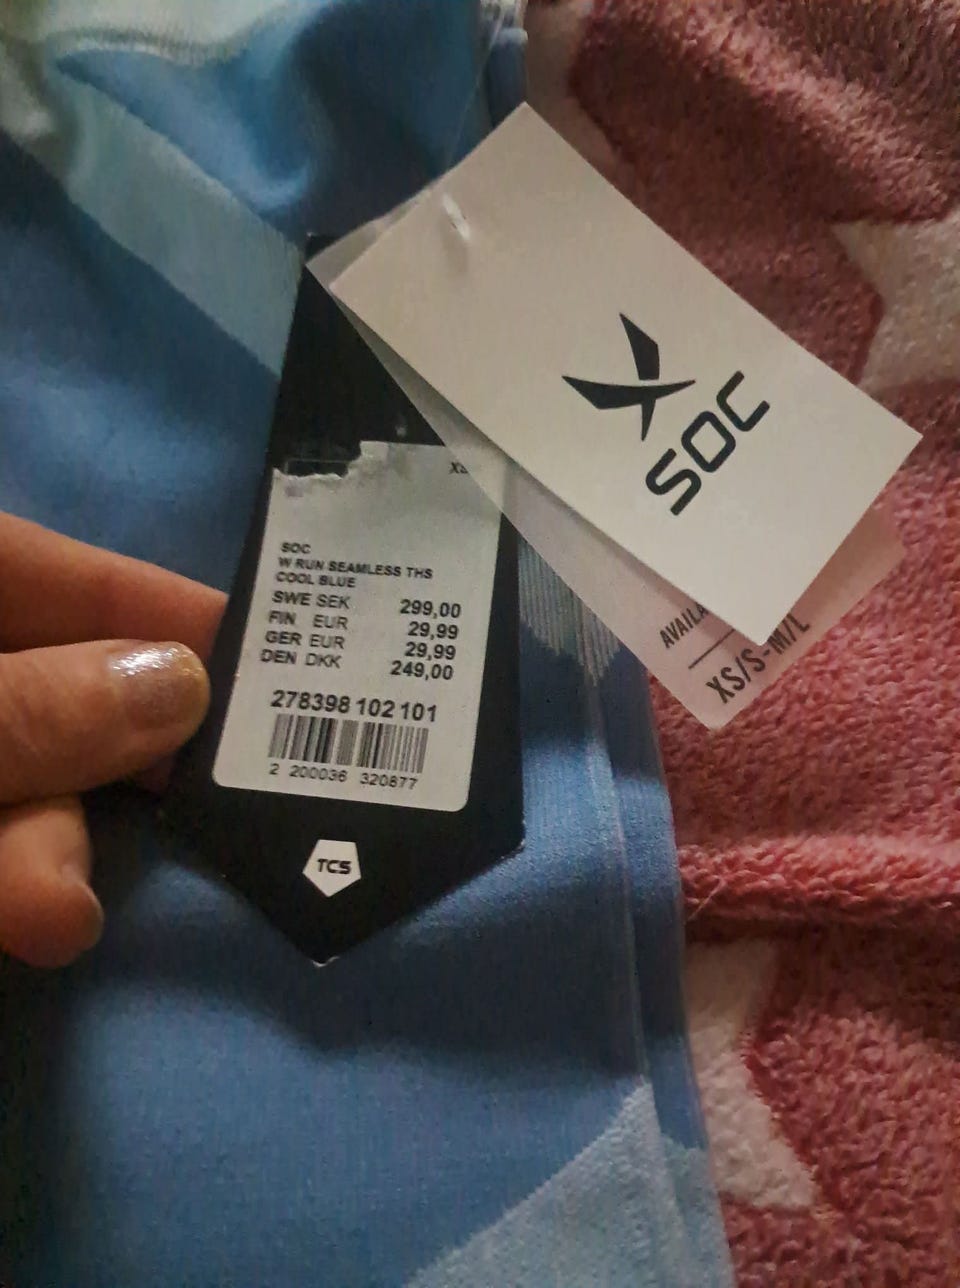 SOC
AVAILA
XS/S-M/L
SOC
W RUN SEAMLESS THS
COOL BLUE
SWE SEK 299,00
FIN EUR 29,99
GER EUR 29,99
DEN DKK 249,00
278398 102 101
2 200036 320877
TCS